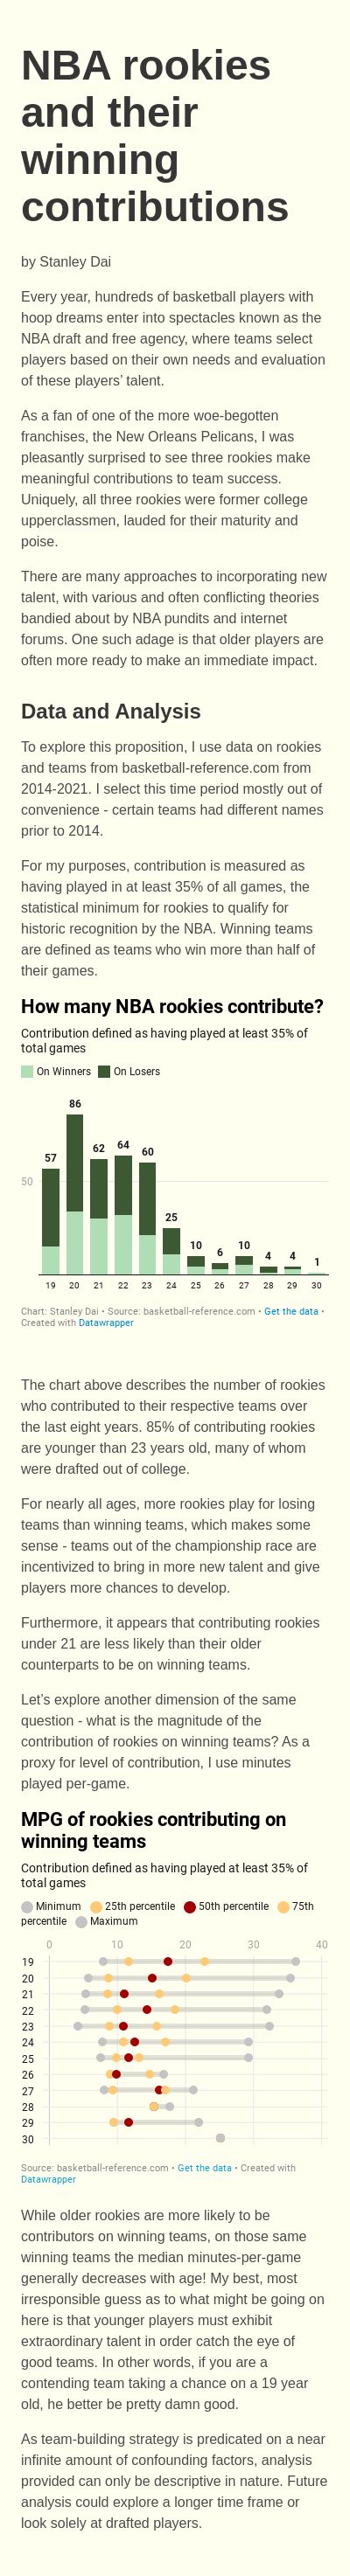 NBA rookies
and their
winning
contributions
by Stanley Dai
Every year, hundreds of basketball players with
hoop dreams enter into spectacles known as the
NBA draft and free agency, where teams select
players based on their own needs and evaluation
of these players’ talent.
As a fan of one of the more woe-begotten
franchises, the New Orleans Pelicans, I was
pleasantly surprised to see three rookies make
meaningful contributions to team success.
Uniquely, all three rookies were former college
upperclassmen, lauded for their maturity and
poise.
There are many approaches to incorporating new
talent, with various and often conflicting theories
bandied about by NBA pundits and internet
forums. One such adage is that older players are
often more ready to make an immediate impact.
Data and Analysis
To explore this proposition, I use data on rookies
and teams from basketball-reference.com from
2014-2021. I select this time period mostly out of
convenience - certain teams had different names
prior to 2014.
For my purposes, contribution is measured as
having played in at least 35% of all games, the
statistical minimum for rookies to qualify for
historic recognition by the NBA. Winning teams
are defined as teams who win more than half of
their games.
How many NBA rookies contribute?
Contribution defined as having played at least 35% of
total games
On Winners On Losers
86
57 62 64 60
50
25
10 6 10 4 4 1
19 20 21 22 23 24 25 26 27 28 29 30
Chart: Stanley Dai • Source: basketball-reference.com • Get the data •
Created with Datawrapper
The chart above describes the number of rookies
who contributed to their respective teams over
the last eight years. 85% of contributing rookies
are younger than 23 years old, many of whom
were drafted out of college.
For nearly all ages, more rookies play for losing
teams than winning teams, which makes some
sense - teams out of the championship race are
incentivized to bring in more new talent and give
players more chances to develop.
Furthermore, it appears that contributing rookies
under 21 are less likely than their older
counterparts to be on winning teams.
Let’s explore another dimension of the same
question - what is the magnitude of the
contribution of rookies on winning teams? As a
proxy for level of contribution, I use minutes
played per-game.
MPG of rookies contributing on
winning teams
Contribution defined as having played at least 35% of
total games
Minimum 25th percentile 50th percentile 75th
percentile Maximum
0 10 20 30 40
19
20
21
22
23
24
25
26
27
28
29
30
Source: basketball-reference.com • Get the data • Created with
Datawrapper
While older rookies are more likely to be
contributors on winning teams, on those same
winning teams the median minutes-per-game
generally decreases with age! My best, most
irresponsible guess as to what might be going on
here is that younger players must exhibit
extraordinary talent in order catch the eye of
good teams. In other words, if you are a
contending team taking a chance on a 19 year
old, he better be pretty damn good.
As team-building strategy is predicated on a near
infinite amount of confounding factors, analysis
provided can only be descriptive in nature. Future
analysis could explore a longer time frame or
look solely at drafted players.